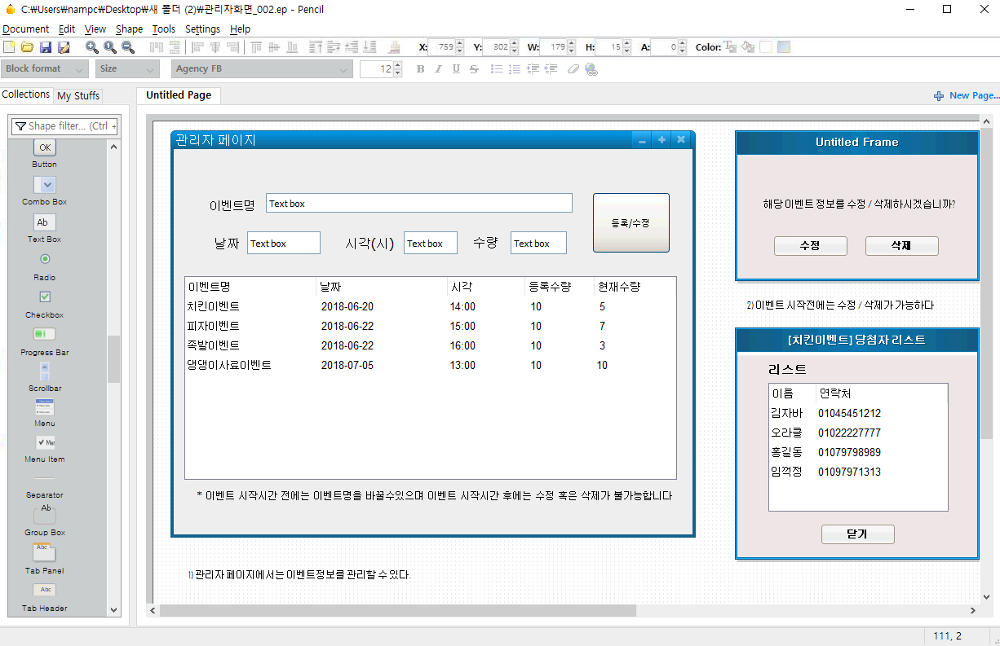 C:₩Users₩nampc₩Desktop₩새 폴더 (2)₩관리자화면_002.ep - Pencil
Document Edit View Shape Tools Settings Help
X: 759 Y: 302 W: 179 H: 15 A: 0 Color:
Block format Size Agency FB 12 B I U S
Collections My Stuffs
Untitled Page
New Page...
Shape filter... (Ctrl +
OK
Button
Combo Box
Ab
Text Box
Radio
Checkbox
Progress Bar
Scrollbar
Menu
Menu Item
Separator
Ab
Group Box
Abc
Tab Panel
Abc
Tab Header
관리자 페이지
이벤트명 Text box
등록/수정
날짜 Text box 시각(시) Text box 수량 Text box
이벤트명 날짜 시각 등록수량 현재수량
치킨이벤트 2018-06-20 14:00 10 5
피자이벤트 2018-06-22 15:00 10 7
족발이벤트 2018-06-22 16:00 10 3
댕댕이사료이벤트 2018-07-05 13:00 10 10
* 이벤트 시작시간 전에는 이벤트명을 바꿀수있으며 이벤트 시작시간 후에는 수정 혹은 삭제가 불가능합니다
1) 관리자 페이지에서는 이벤트정보를 관리할 수 있다.
Untitled Frame
해당 이벤트 정보를 수정 / 삭제하시겠습니까?
수정 삭제
2) 이벤트 시작전에는 수정 / 삭제가 가능하다
[치킨이벤트] 당첨자 리스트
리스트
이름 연락처
김자바 01045451212
오라클 01022227777
홍길동 01079798989
임꺽정 01097971313
닫기
111, 2